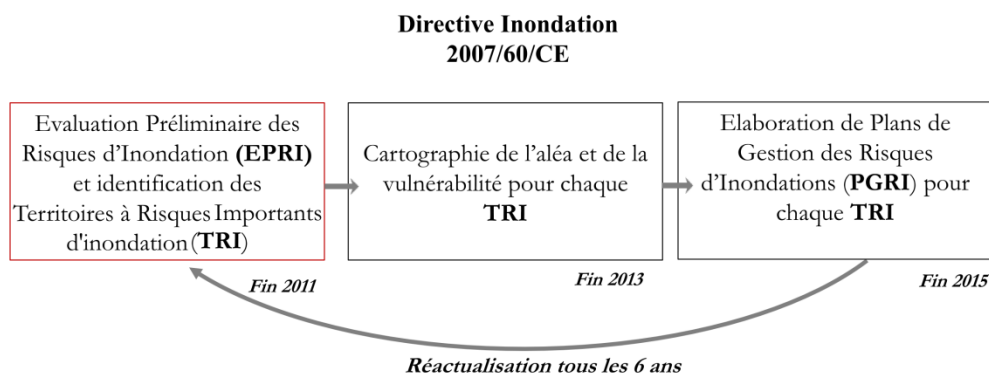 Directive Inondation
2007/60/CE
Evaluation Préliminaire des
Risques d'Inondation (EPRI)
et identification des
Territoires à Risques Importants
d'inondation (TRI)
Fin 2011
Cartographie de l'aléa et de la
vulnérabilité pour chaque
TRI
Fin 2013
Elaboration de Plans de
Gestion des Risques
d'Inondations (PGRI) pour
chaque TRI
Fin 2015
Réactualisation tous les 6 ans